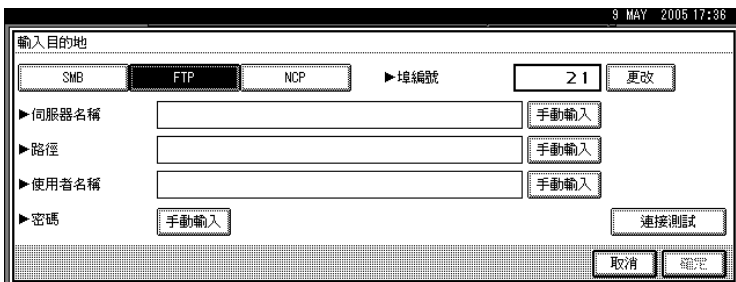 9 MAY 2005 17:36
輸入目的地
SMB FTP NCP ▶埠編號 21 更改
▶伺服器名稱 手動輸入
▶路徑 手動輸入
▶使用者名稱 手動輸入
▶密碼 手動輸入 連接測試
取消 確定